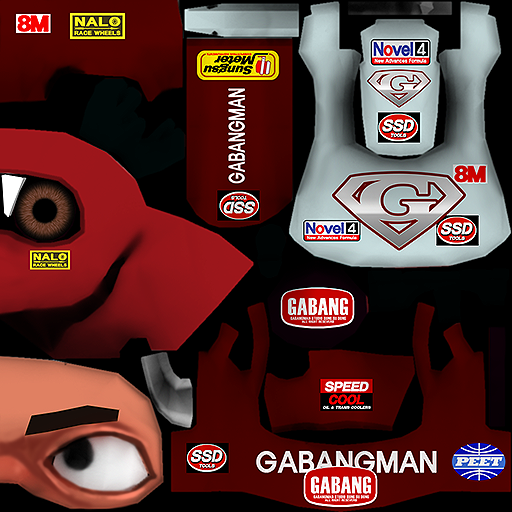 8M
NALO
RACE WHEELS
Sungsu
Meter
GABANGMAN
SSD
TOOLS
Novel 4
New Advances Formula
G
SSD
TOOLS
8M
G
Novel 4
New Advances Formula
SSD
TOOLS
NALO
RACE WHEELS
GABANG
SPEED
COOL
OIL & TRANS COOLERS
SSD
TOOLS
GABANGMAN
PEET
GABANG